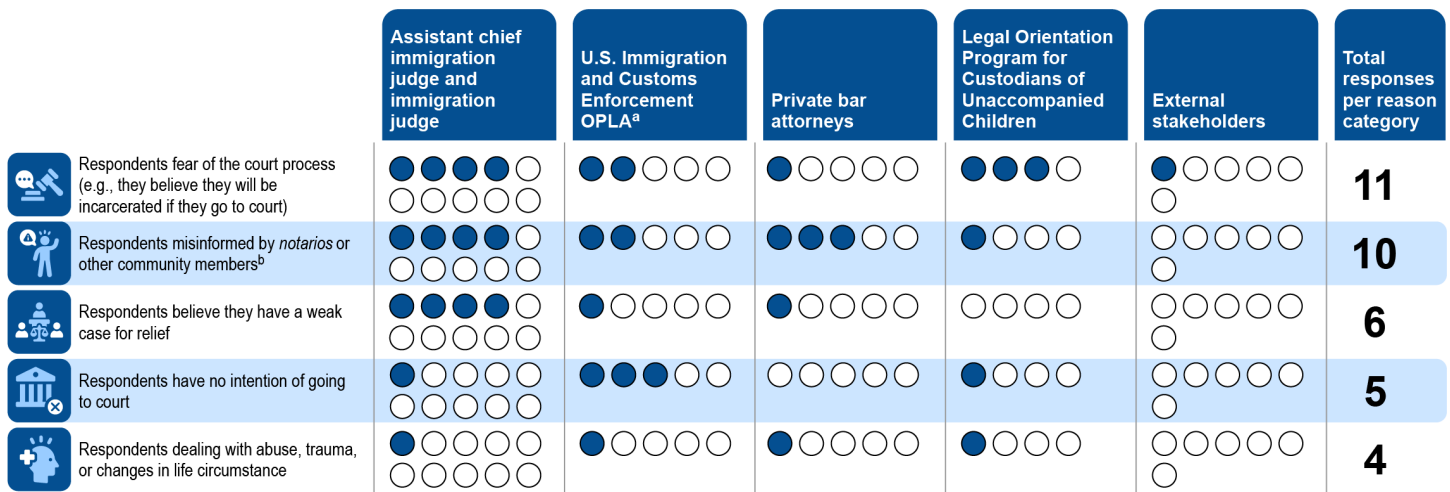 Assistant chief
immigration
judge and
immigration
judge
U.S. Immigration
and Customs
Enforcement
OPLAa
Private bar
attorneys
Legal Orientation
Program for
Custodians of
Unaccompanied
Children
External
stakeholders
Total
responses
per reason
category
Respondents fear of the court process
(e.g., they believe they will be
incarcerated if they go to court)
11
Respondents misinformed by notarios or
other community membersb
10
Respondents believe they have a weak
case for relief
6
Respondents have no intention of going
to court
5
Respondents dealing with abuse, trauma,
or changes in life circumstance
4